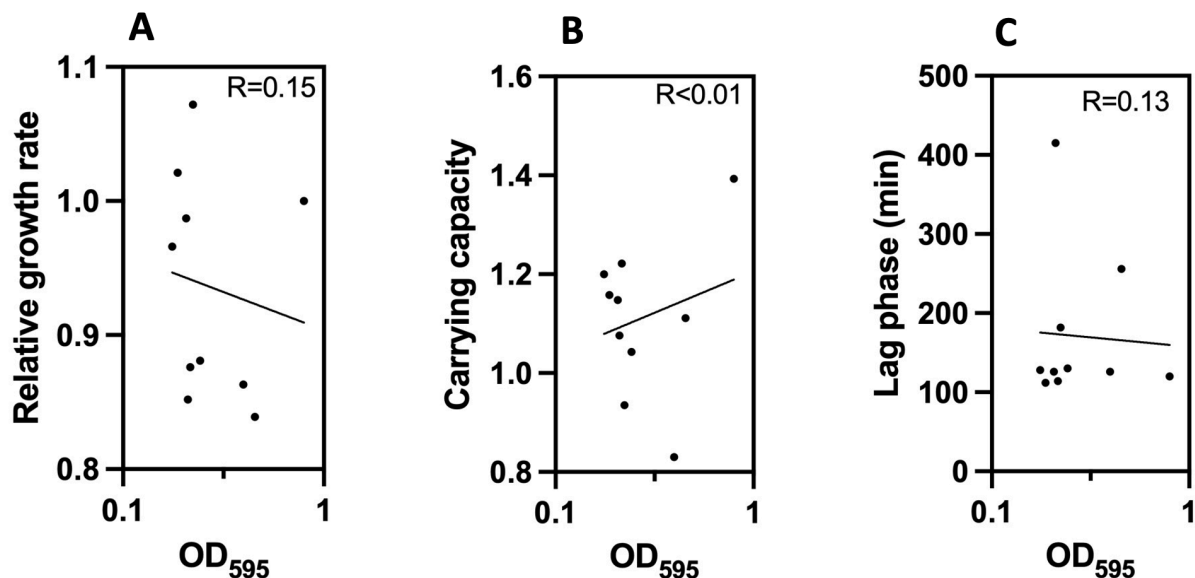 A
R=0.15
Relative growth rate
1.1
1.0
0.9
0.8
0.1
1
OD595
B
R<0.01
Carrying capacity
1.6
1.4
1.2
1.0
0.8
0.1
1
OD595
C
R=0.13
Lag phase (min)
500
400
300
200
100
0
0.1
1
OD595